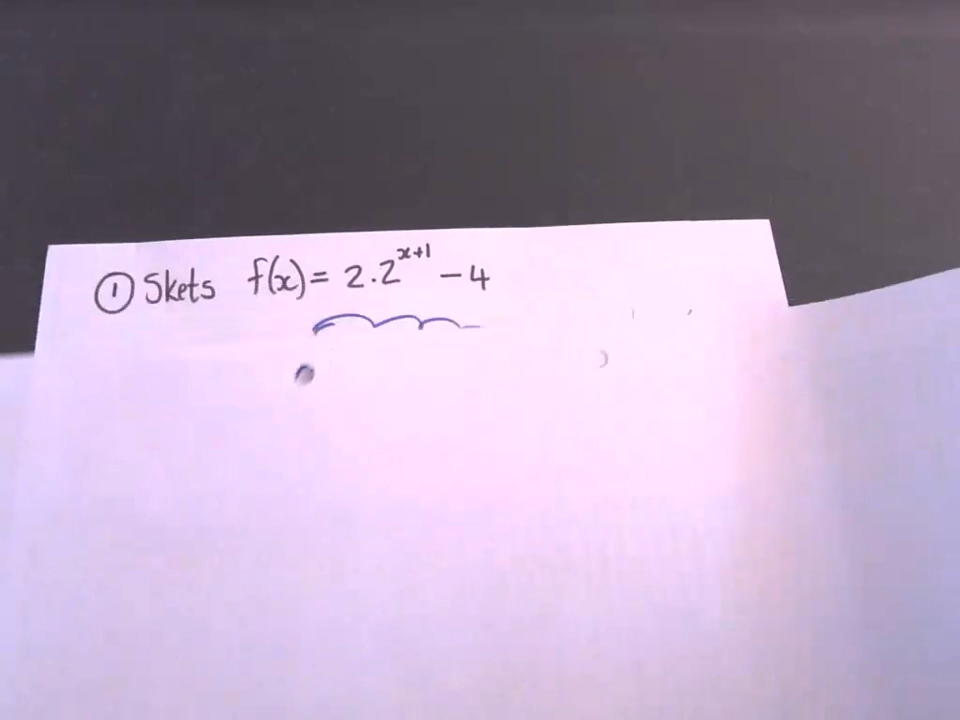 ① Skets f(x) = 2.2^{x+1} - 4